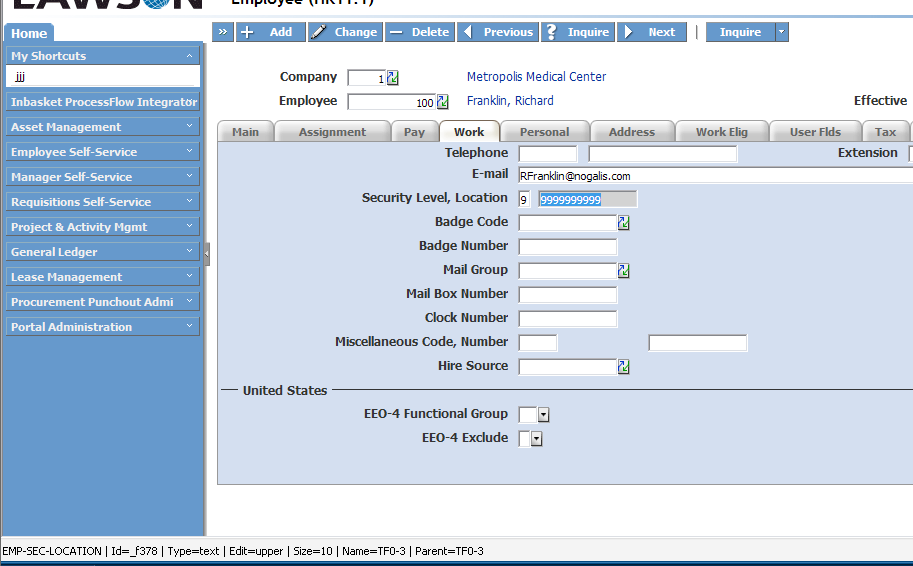 LAWSON
Employee (HR11.1)
Home
» Add Change Delete Previous Inquire Next | Inquire
My Shortcuts
jjj
Inbasket ProcessFlow Integrator
Asset Management
Employee Self-Service
Manager Self-Service
Requisitions Self-Service
Project & Activity Mgmt
General Ledger
Lease Management
Procurement Punchout Admi
Portal Administration
Company 1 Metropolis Medical Center
Employee 100 Franklin, Richard Effective
Main Assignment Pay Work Personal Address Work Elig User Flds Tax
Telephone Extension
E-mail RFranklin@nogalis.com
Security Level, Location 9 9999999999
Badge Code
Badge Number
Mail Group
Mail Box Number
Clock Number
Miscellaneous Code, Number
Hire Source
United States
EEO-4 Functional Group
EEO-4 Exclude
EMP-SEC-LOCATION | Id=_f378 | Type=text | Edit=upper | Size=10 | Name=TF0-3 | Parent=TF0-3